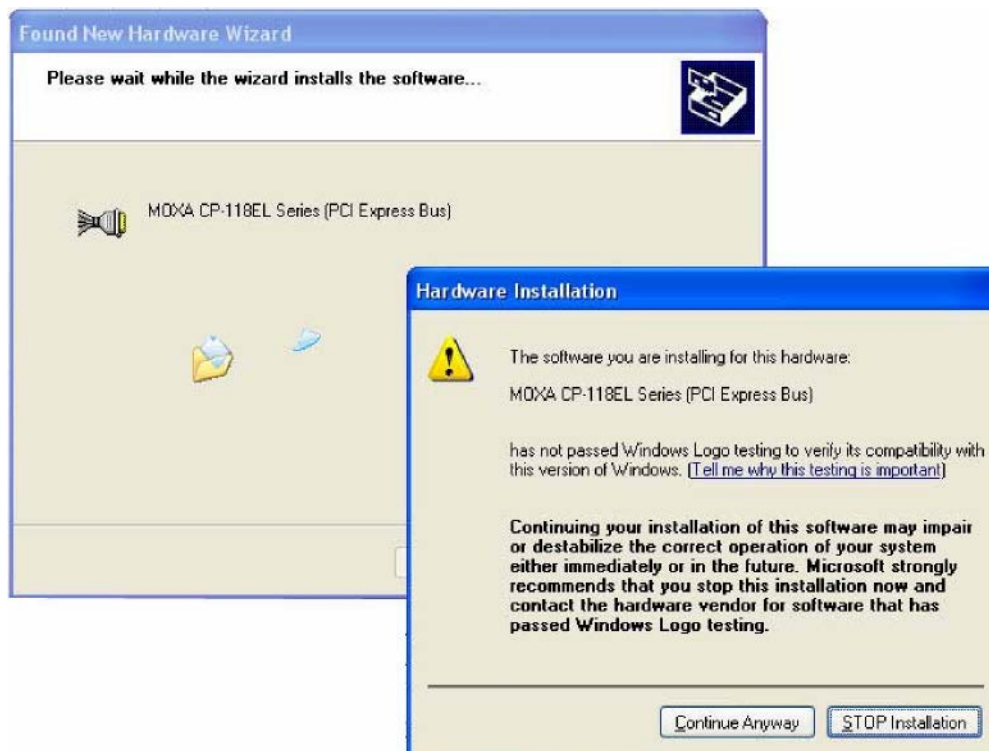 Found New Hardware Wizard
Please wait while the wizard installs the software...
MOXA CP-118EL Series (PCI Express Bus)
Hardware Installation
The software you are installing for this hardware:
MOXA CP-118EL Series (PCI Express Bus)
has not passed Windows Logo testing to verify its compatibility with
this version of Windows. (Tell me why this testing is important)
Continuing your installation of this software may impair
or destabilize the correct operation of your system
either immediately or in the future. Microsoft strongly
recommends that you stop this installation now and
contact the hardware vendor for software that has
passed Windows Logo testing.
Continue Anyway
STOP Installation